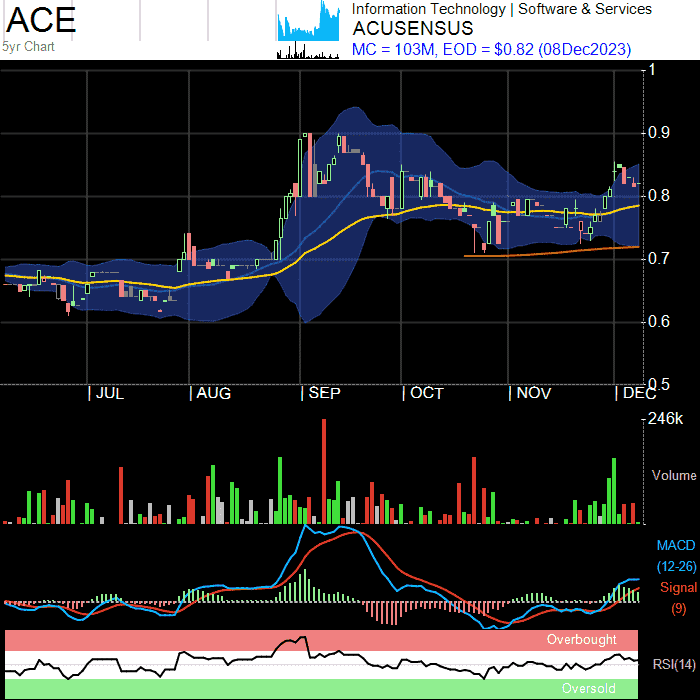 ACE
5yr Chart
Information Technology | Software & Services
ACUSENSUS
MC = 103M, EOD = $0.82 (08Dec2023)
1
0.9
0.8
0.7
0.6
0.5
| JUL | AUG | SEP | OCT | NOV | DEC
246k
Volume
MACD
(12-26)
Signal
(9)
Overbought
RSI(14)
Oversold